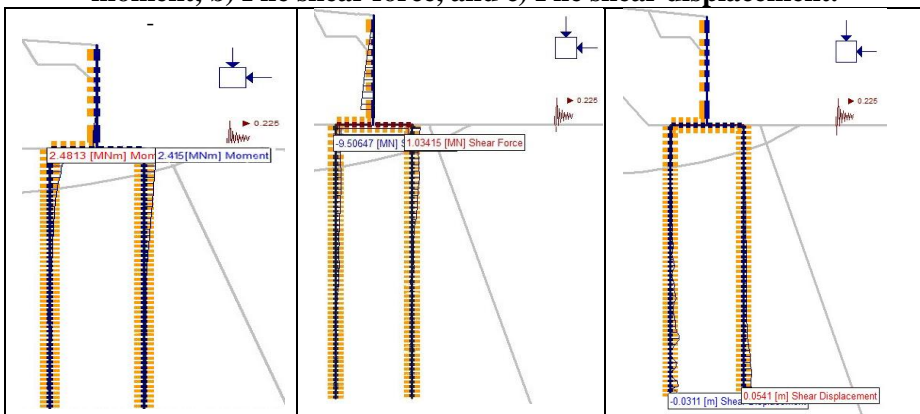 moment, b) Pile shear force, and c) Pile shear displacement.
-
0.225
2.4813 [MNm] Mom
2.415[MNm] Moment
0.225
-9.50647 [MN] S
1.03415 [MN] Shear Force
0.225
-0.0311 [m] Shear Displacement
0.0541 [m] Shear Displacement